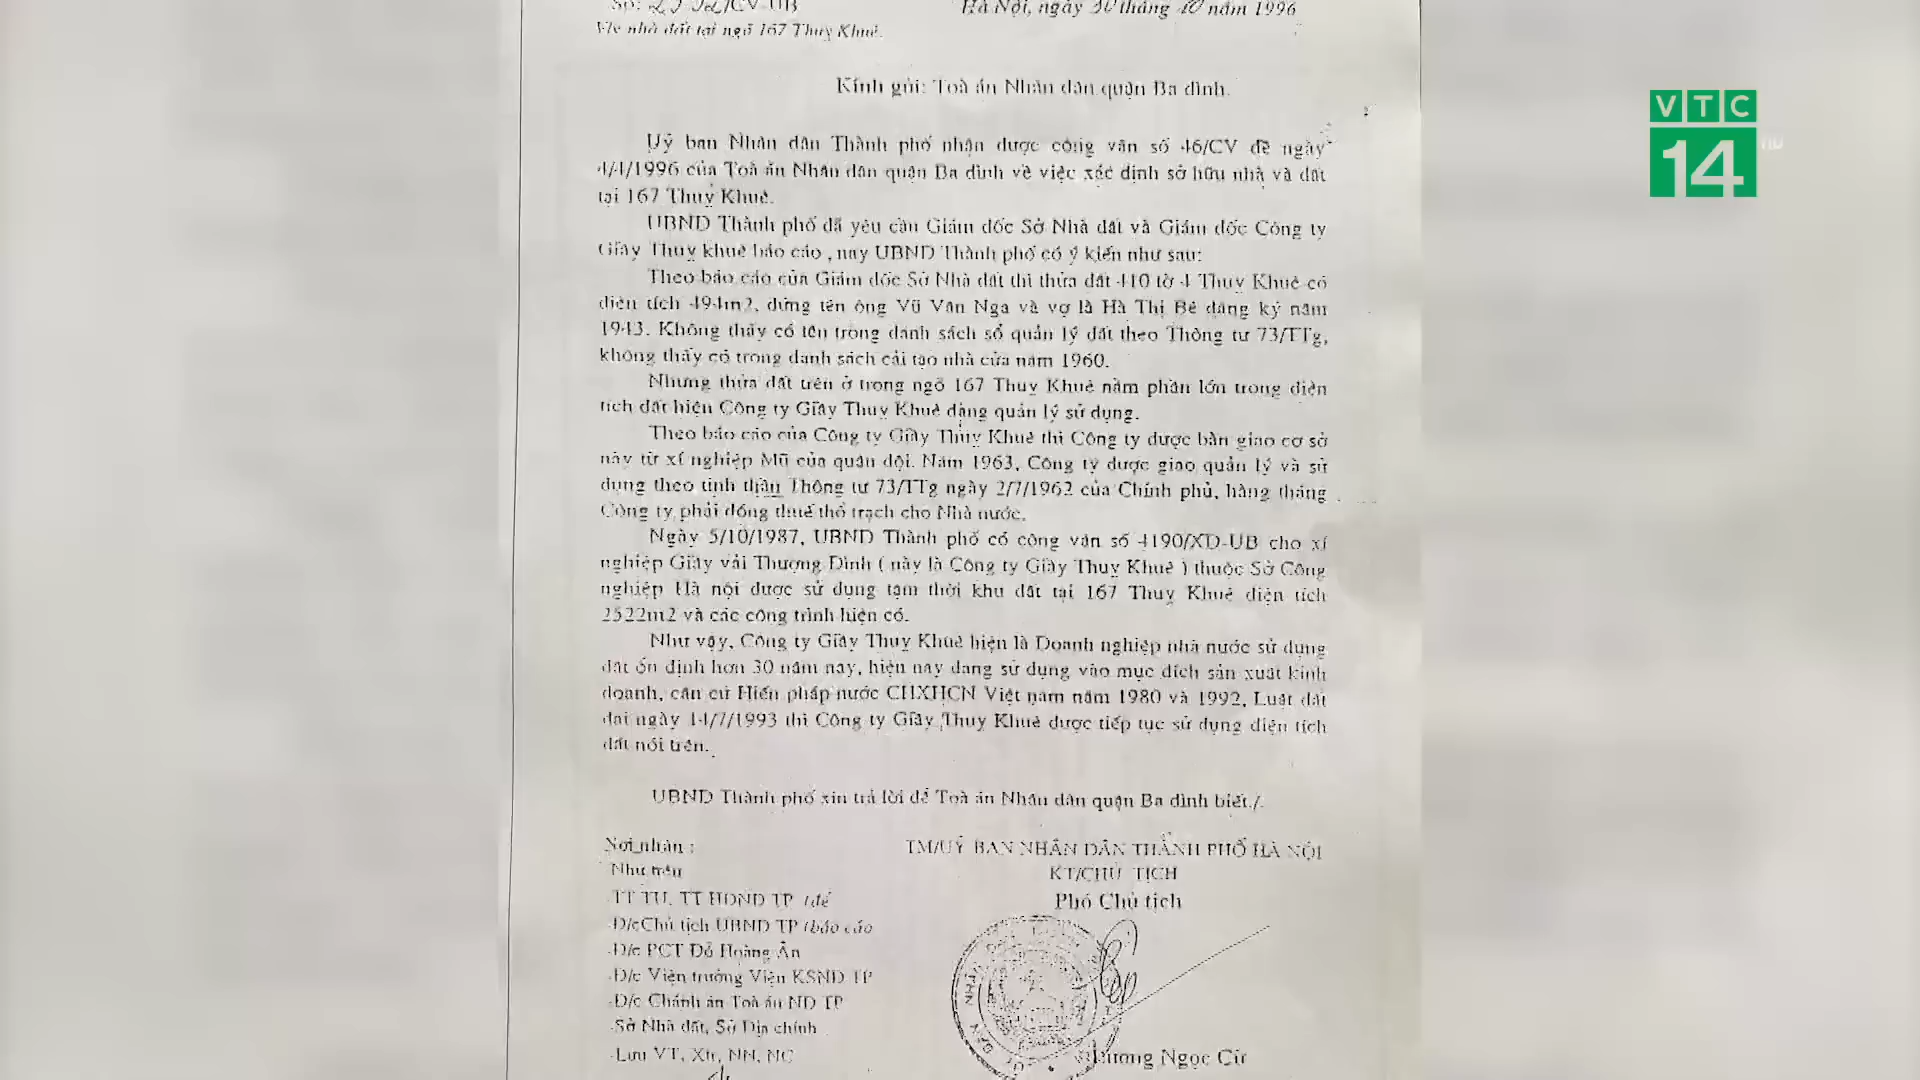 Hà Nội, ngày 30 tháng 10 năm 1996
V/v nhà đất tại ngõ 167 Thuỵ Khuê.
Kính gửi: Toà án Nhân dân quận Ba đình.
VTC
14
Uỷ ban Nhân dân Thành phố nhận được công văn số 46/CV đề ngày
4/4/1996 của Toà án Nhân dân quận Ba đình về việc xác định sở hữu nhà và đất
tại 167 Thuỵ Khuê.
UBND Thành phố đã yêu cầu Giám đốc Sở Nhà đất và Giám đốc Công ty
Giầy Thuỵ khuê báo cáo , nay UBND Thành phố có ý kiến như sau:
Theo báo cáo của Giám đốc Sở Nhà đất thì thửa đất 410 tờ 4 Thuỵ Khuê có
diện tích 494m2, đứng tên ông Vũ Văn Nga và vợ là Hà Thị Bê đăng ký năm
1943. Không thấy có tên trong danh sách sổ quản lý đất theo Thông tư 73/TTg,
không thấy có trong danh sách cải tạo nhà cửa năm 1960.
Nhưng thửa đất trên ở trong ngõ 167 Thuỵ Khuê nằm phần lớn trong diện
tích đất hiện Công ty Giầy Thuỵ Khuê đang quản lý sử dụng.
Theo báo cáo của Công ty Giầy Thuỵ Khuê thì Công ty được bàn giao cơ sở
này từ xí nghiệp Mũ của quân đội. Năm 1963, Công ty được giao quản lý và sử
dụng theo tinh thần Thông tư 73/TTg ngày 2/7/1962 của Chính phủ, hàng tháng
Công ty phải đóng thuế thổ trạch cho Nhà nước.
Ngày 5/10/1987, UBND Thành phố có công văn số 4190/XD-UB cho xí
nghiệp Giầy vải Thượng Đình ( này là Công ty Giầy Thuỵ Khuê ) thuộc Sở Công
nghiệp Hà nội được sử dụng tạm thời khu đất tại 167 Thuỵ Khuê diện tích
2522m2 và các công trình hiện có.
Như vậy, Công ty Giầy Thuỵ Khuê hiện là Doanh nghiệp nhà nước sử dụng
đất ổn định hơn 30 năm nay, hiện nay đang sử dụng vào mục đích sản xuất kinh
doanh, căn cứ Hiến pháp nước CHXHCN Việt nam năm 1980 và 1992, Luật đất
đai ngày 14/7/1993 thì Công ty Giầy Thuỵ Khuê được tiếp tục sử dụng diện tích
đất nói trên.
UBND Thành phố xin trả lời để Toà án Nhân dân quận Ba đình biết./.
TM/UỶ BAN NHÂN DÂN THÀNH PHỐ HÀ NỘI
KT/CHỦ TỊCH
Phó Chủ tịch
Lương Ngọc Cừ
Nơi nhận :
Như trên
-TT TU, TT HĐND TP /để
-Đ/c Chủ tịch UBND TP /báo cáo
-Đ/c PCT Đỗ Hoàng Ân
-Đ/c Viện trưởng Viện KSND TP
-Đ/c Chánh án Toà án ND TP
-Sở Nhà đất, Sở Địa chính
-Lưu VT, Xtr, NN, NC